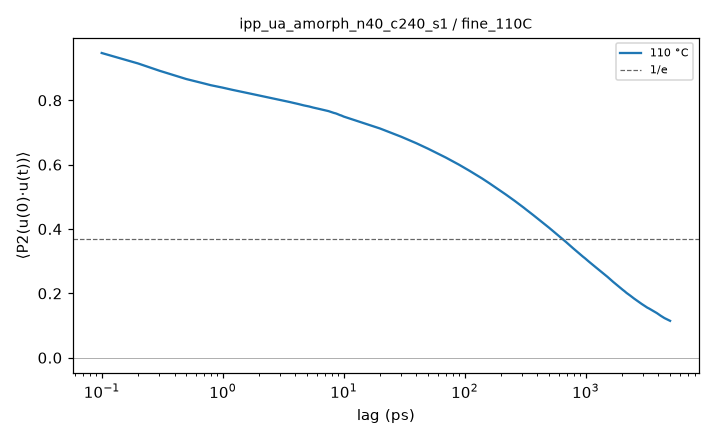 ipp_ua_amorph_n40_c240_s1 / fine_110C
110 °C
1/e
⟨P2(u(0)·u(t))⟩
0.8
0.6
0.4
0.2
0.0
10⁻¹
10⁰
10¹
10²
10³
lag (ps)